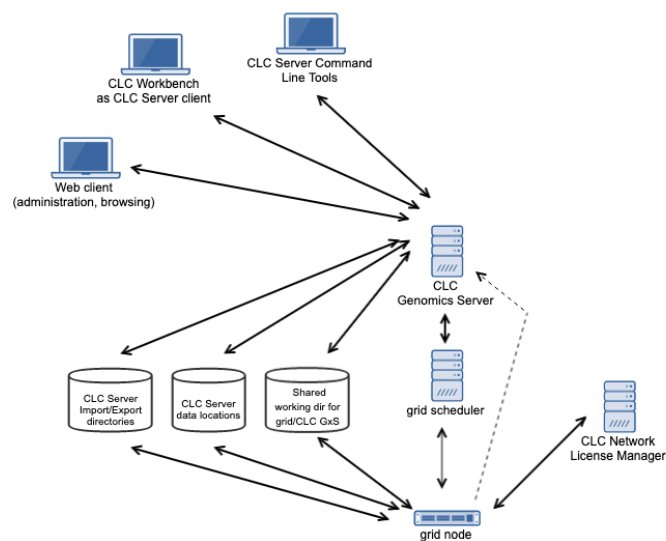 CLC Server Command
Line Tools
CLC Workbench
as CLC Server client
Web client
(administration, browsing)
CLC
Genomics Server
CLC Server
Import/Export
directories
CLC Server
data locations
Shared
working dir for
grid/CLC GxS
grid scheduler
CLC Network
License Manager
grid node